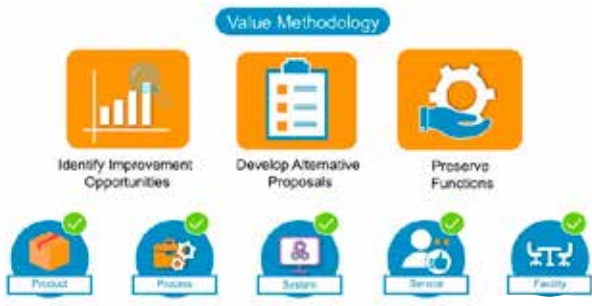 Value Methodology
Identify Improvement
Opportunities
Develop Alternative
Proposals
Preserve
Functions
Product
Process
System
Service
Facility